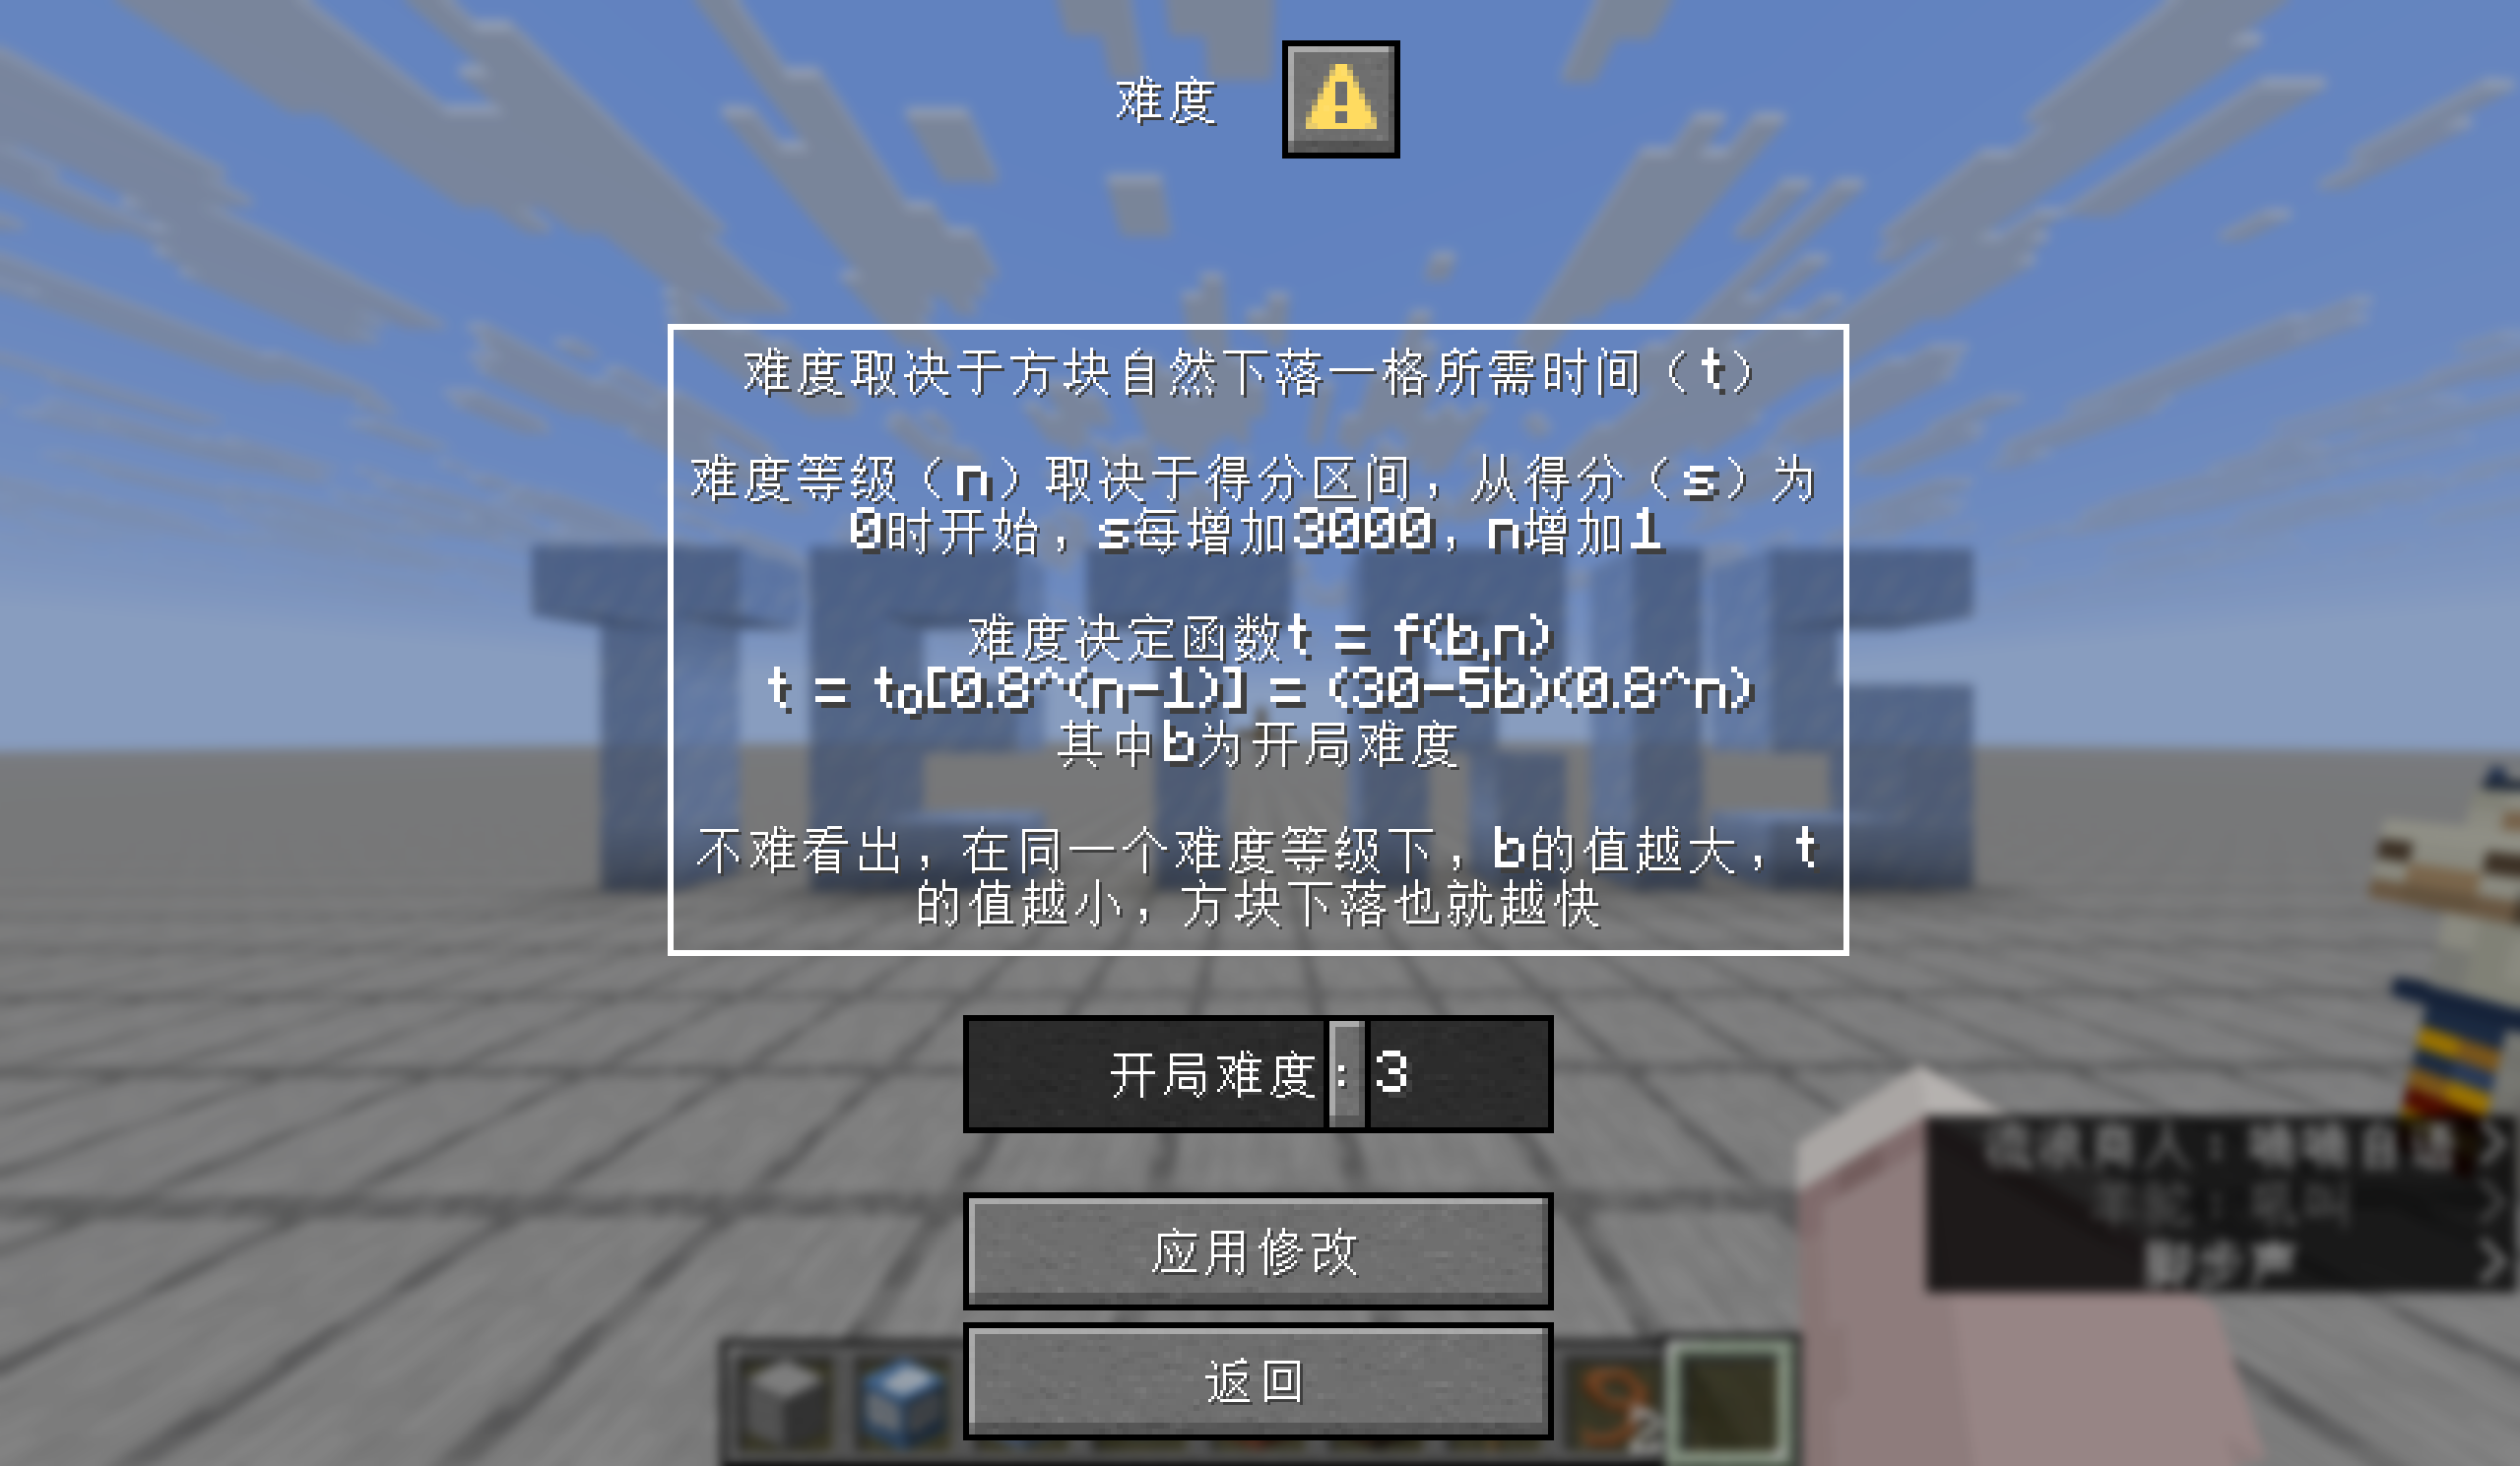 难度
难度取决于方块自然下落一格所需时间（t）
难度等级（n）取决于得分区间，从得分（s）为
0时开始，s每增加3000，n增加1
难度决定函数t = f(b,n)
t = t₀[0.8^(n-1)] = (30-5b)(0.8^n)
其中b为开局难度
不难看出，在同一个难度等级下，b的值越大，t
的值越小，方块下落也就越快
开局难度：3
脚步声
应用修改
返回
2